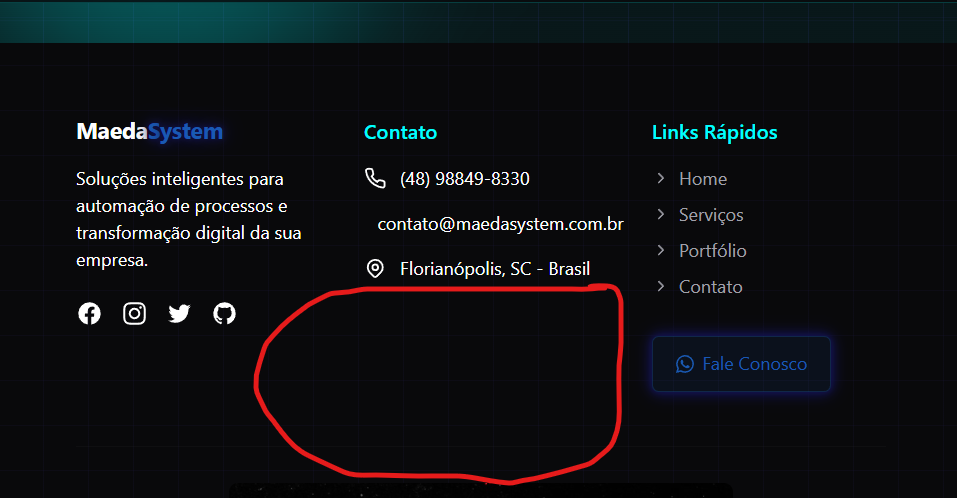 MaedaSystem
Soluções inteligentes para
automação de processos e
transformação digital da sua
empresa.
Contato
(48) 98849-8330
contato@maedasystem.com.br
Florianópolis, SC - Brasil
Links Rápidos
Home
Serviços
Portfólio
Contato
Fale Conosco